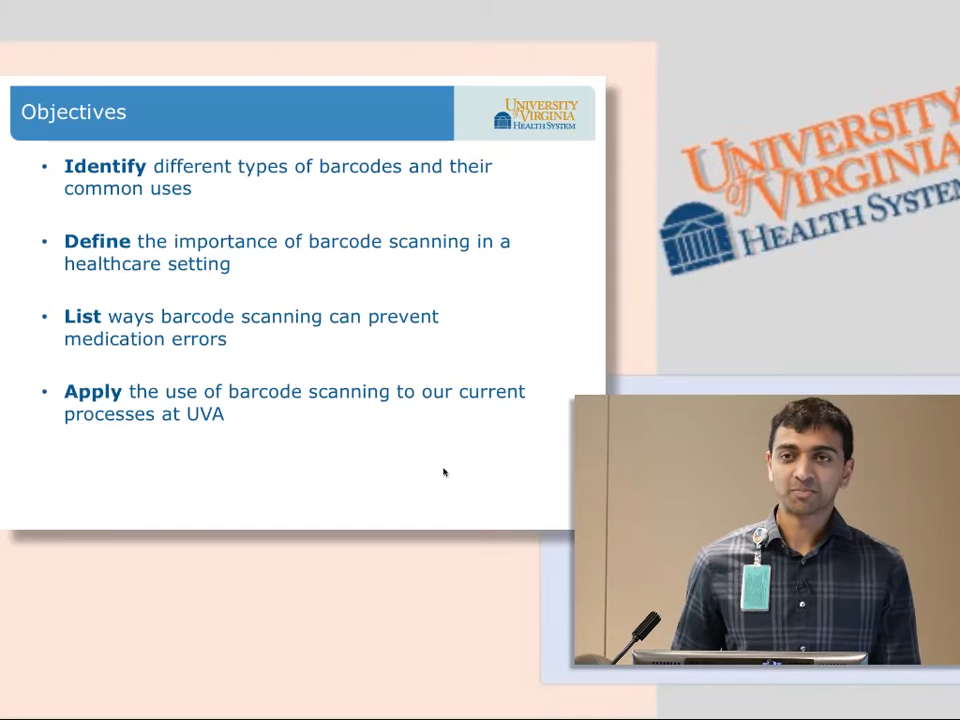 Objectives
UNIVERSITY
of VIRGINIA
HEALTH SYSTEM
• Identify different types of barcodes and their
common uses
• Define the importance of barcode scanning in a
healthcare setting
• List ways barcode scanning can prevent
medication errors
• Apply the use of barcode scanning to our current
processes at UVA
UNIVERSITY
of VIRGINIA
HEALTH SYSTEM